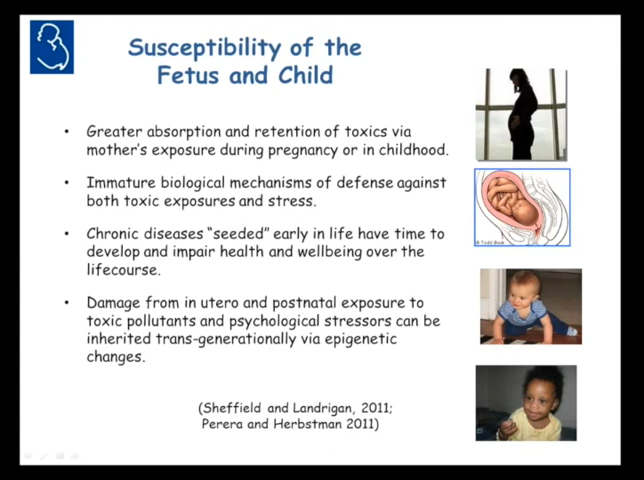 Susceptibility of the
Fetus and Child
• Greater absorption and retention of toxics via
mother's exposure during pregnancy or in childhood.
• Immature biological mechanisms of defense against
both toxic exposures and stress.
• Chronic diseases "seeded" early in life have time to
develop and impair health and wellbeing over the
lifecourse.
• Damage from in utero and postnatal exposure to
toxic pollutants and psychological stressors can be
inherited trans-generationally via epigenetic
changes.
(Sheffield and Landrigan, 2011;
Perera and Herbstman 2011)